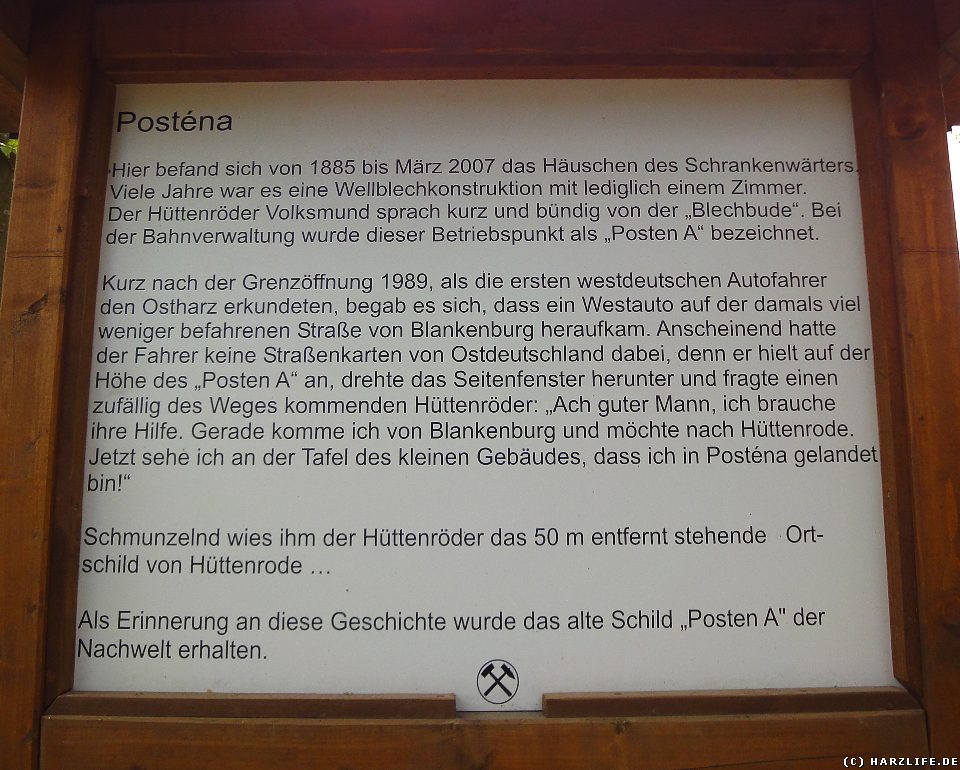 Posténa
Hier befand sich von 1885 bis März 2007 das Häuschen des Schrankenwärters.
Viele Jahre war es eine Wellblechkonstruktion mit lediglich einem Zimmer.
Der Hüttenröder Volksmund sprach kurz und bündig von der „Blechbude“. Bei
der Bahnverwaltung wurde dieser Betriebspunkt als „Posten A“ bezeichnet.
Kurz nach der Grenzöffnung 1989, als die ersten westdeutschen Autofahrer
den Ostharz erkundeten, begab es sich, dass ein Westauto auf der damals viel
weniger befahrenen Straße von Blankenburg heraufkam. Anscheinend hatte
der Fahrer keine Straßenkarten von Ostdeutschland dabei, denn er hielt auf der
Höhe des „Posten A“ an, drehte das Seitenfenster herunter und fragte einen
zufällig des Weges kommenden Hüttenröder: „Ach guter Mann, ich brauche
ihre Hilfe. Gerade komme ich von Blankenburg und möchte nach Hüttenrode.
Jetzt sehe ich an der Tafel des kleinen Gebäudes, dass ich in Posténa gelandet
bin!“
Schmunzelnd wies ihm der Hüttenröder das 50 m entfernt stehende Ort-
schild von Hüttenrode ...
Als Erinnerung an diese Geschichte wurde das alte Schild „Posten A" der
Nachwelt erhalten.
(C) HARZLIFE.DE